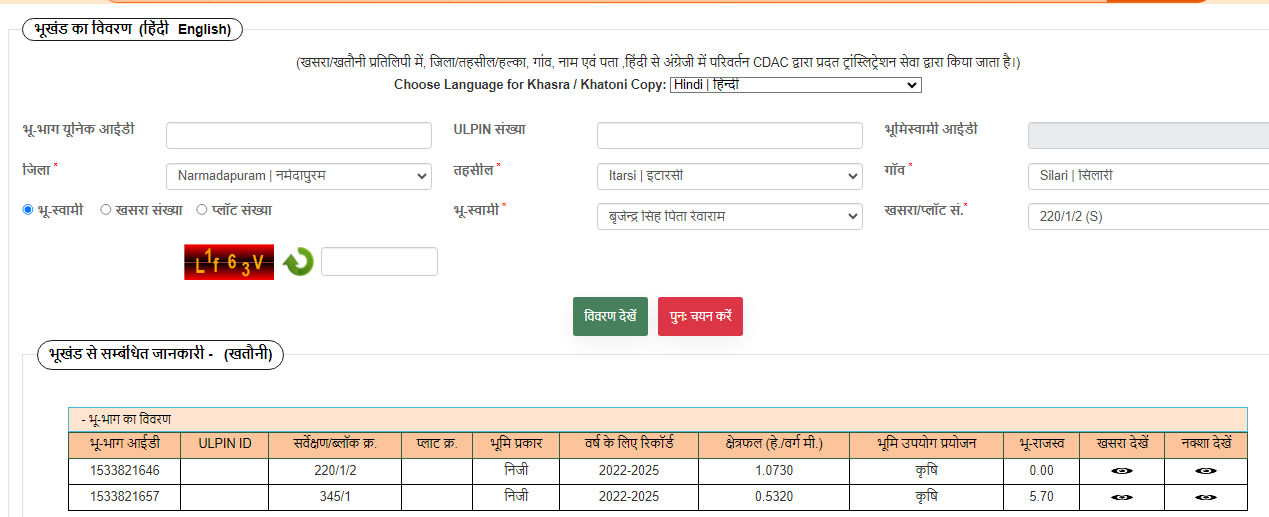 भूखंड का विवरण (हिंदी English)
(खसरा/खतौनी प्रतिलिपी में, जिला/तहसील/हल्का, गांव, नाम एवं पता ,हिंदी से अंग्रेजी में परिवर्तन CDAC द्वारा प्रदत ट्रांस्लिट्रेशन सेवा द्वारा किया जाता है।)
Choose Language for Khasra / Khatoni Copy: Hindi | हिन्दी
भू-भाग यूनिक आईडी ULPIN संख्या भूमिस्वामी आईडी
जिला * Narmadapuram | नर्मदापुरम तहसील * Itarsi | इटारसी गाँव * Silari | सिलारी
भू-स्वामी खसरा संख्या प्लॉट संख्या भू-स्वामी * बृजेन्द्र सिंह पिता रेवाराम खसरा/प्लॉट सं.* 220/1/2 (S)
L1f63V
विवरण देखें पुनः चयन करें
भूखंड से सम्बंधित जानकारी - (खतौनी)
- भू-भाग का विवरण
भू-भाग आईडी ULPIN ID सर्वेक्षण/ब्लॉक क्र. प्लाट क्र. भूमि प्रकार वर्ष के लिए रिकॉर्ड क्षेत्रफल (हे./वर्ग मी.) भूमि उपयोग प्रयोजन भू-राजस्व खसरा देखें नक्शा देखें
1533821646 220/1/2 निजी 2022-2025 1.0730 कृषि 0.00
1533821657 345/1 निजी 2022-2025 0.5320 कृषि 5.70